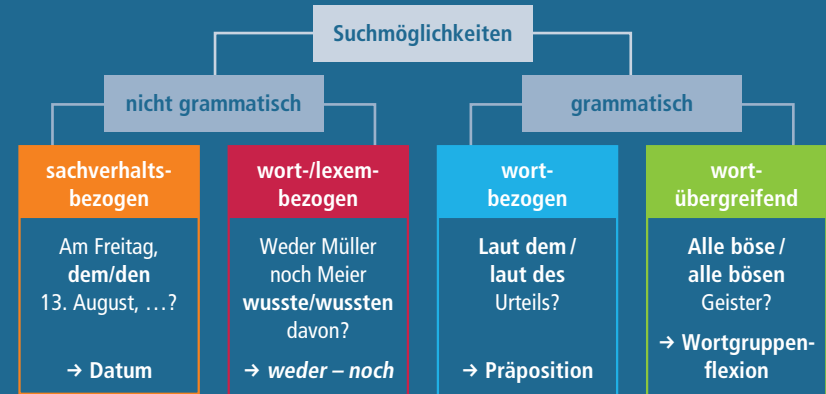 Suchmöglichkeiten
nicht grammatisch
grammatisch
sachverhalts-
bezogen
Am Freitag,
dem/den
13. August, …?
→ Datum
wort-/lexem-
bezogen
Weder Müller
noch Meier
wusste/wussten
davon?
→ weder – noch
wort-
bezogen
Laut dem /
laut des
Urteils?
→ Präposition
wort-
übergreifend
Alle böse /
alle bösen
Geister?
→ Wortgruppen-
flexion